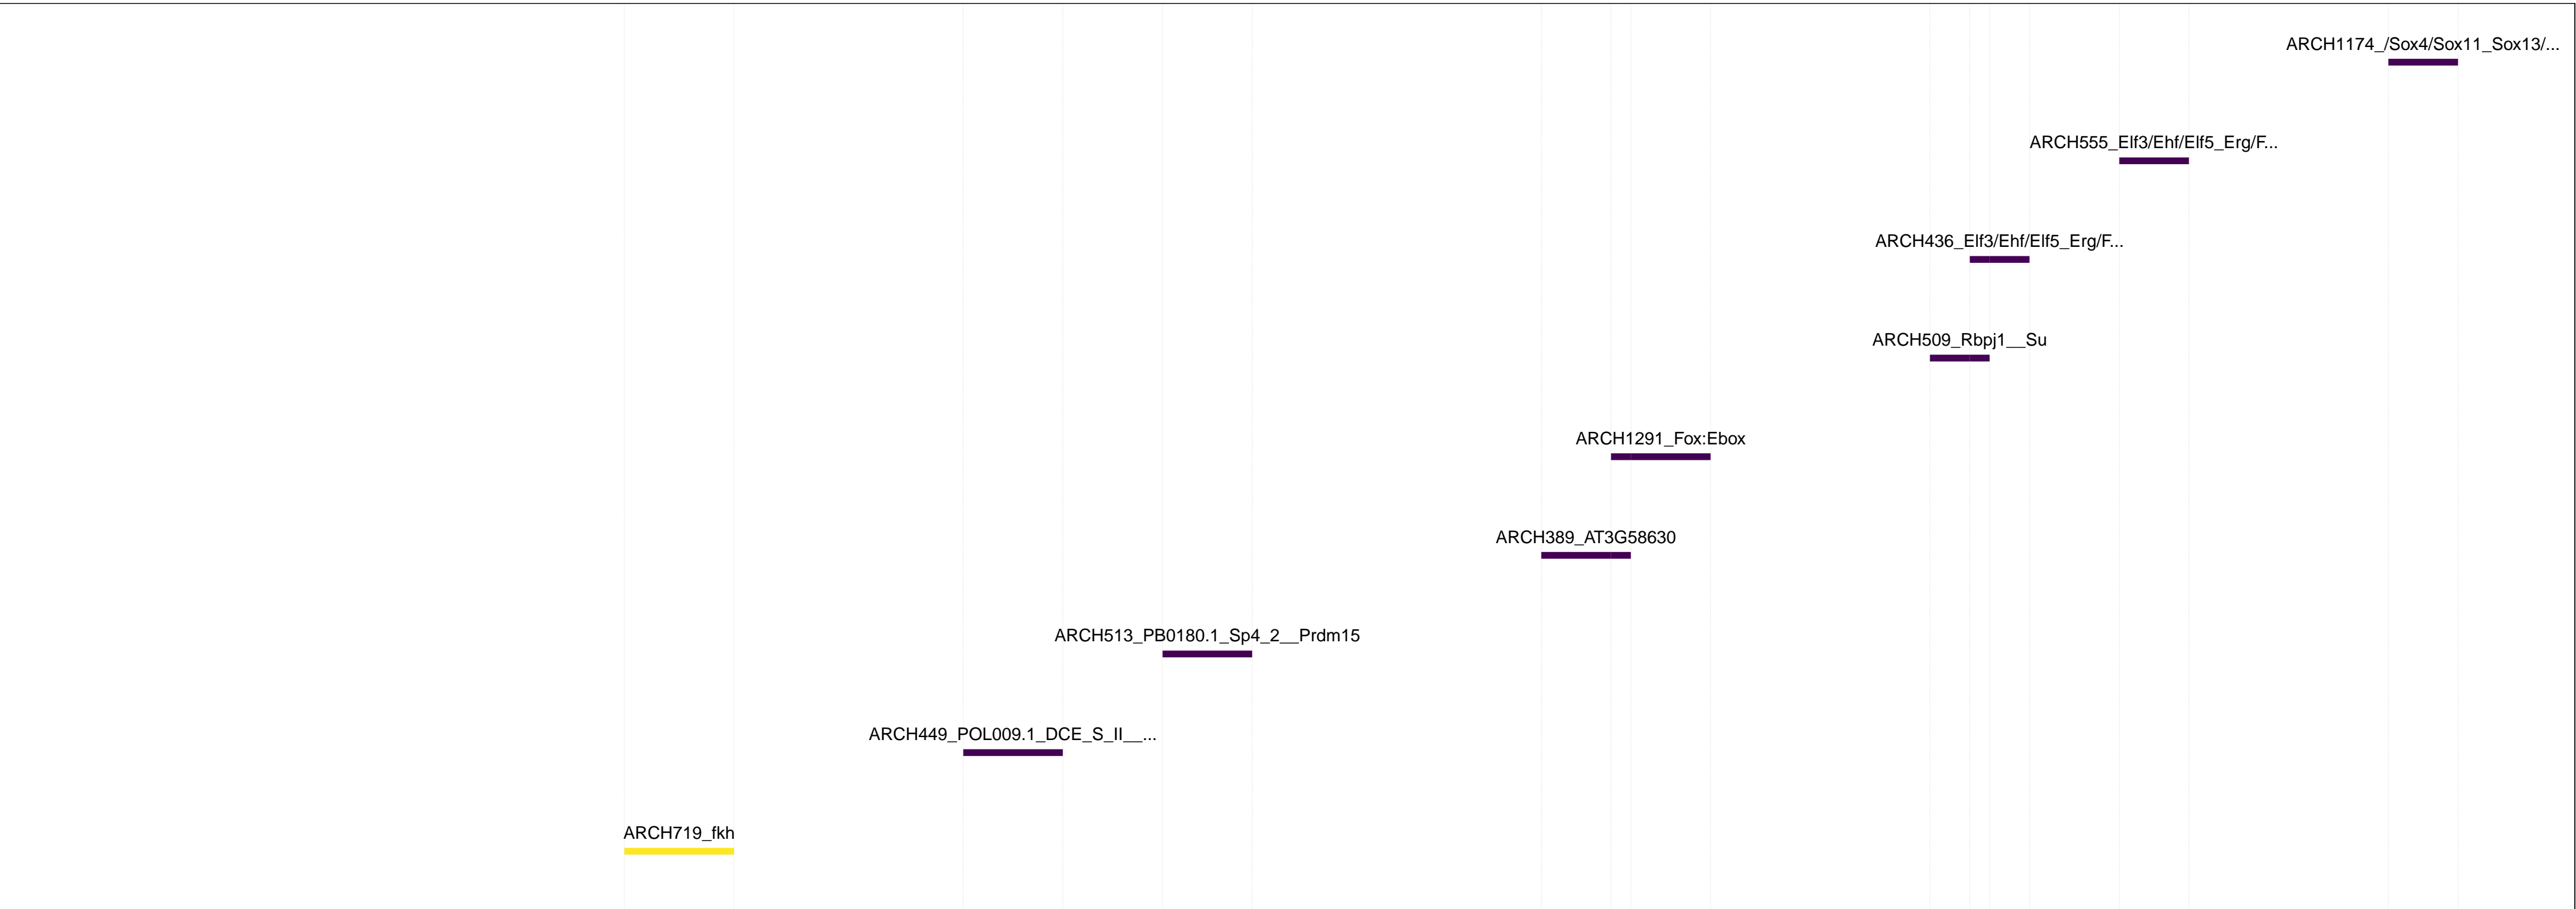 ARCH1174_/Sox4/Sox11_Sox13/...
ARCH555_Elf3/Ehf/Elf5_Erg/F...
ARCH436_Elf3/Ehf/Elf5_Erg/F...
ARCH509_Rbpj1__Su
ARCH1291_Fox:Ebox
ARCH389_AT3G58630
ARCH513_PB0180.1_Sp4_2__Prdm15
ARCH449_POL009.1_DCE_S_II__...
ARCH719_fkh